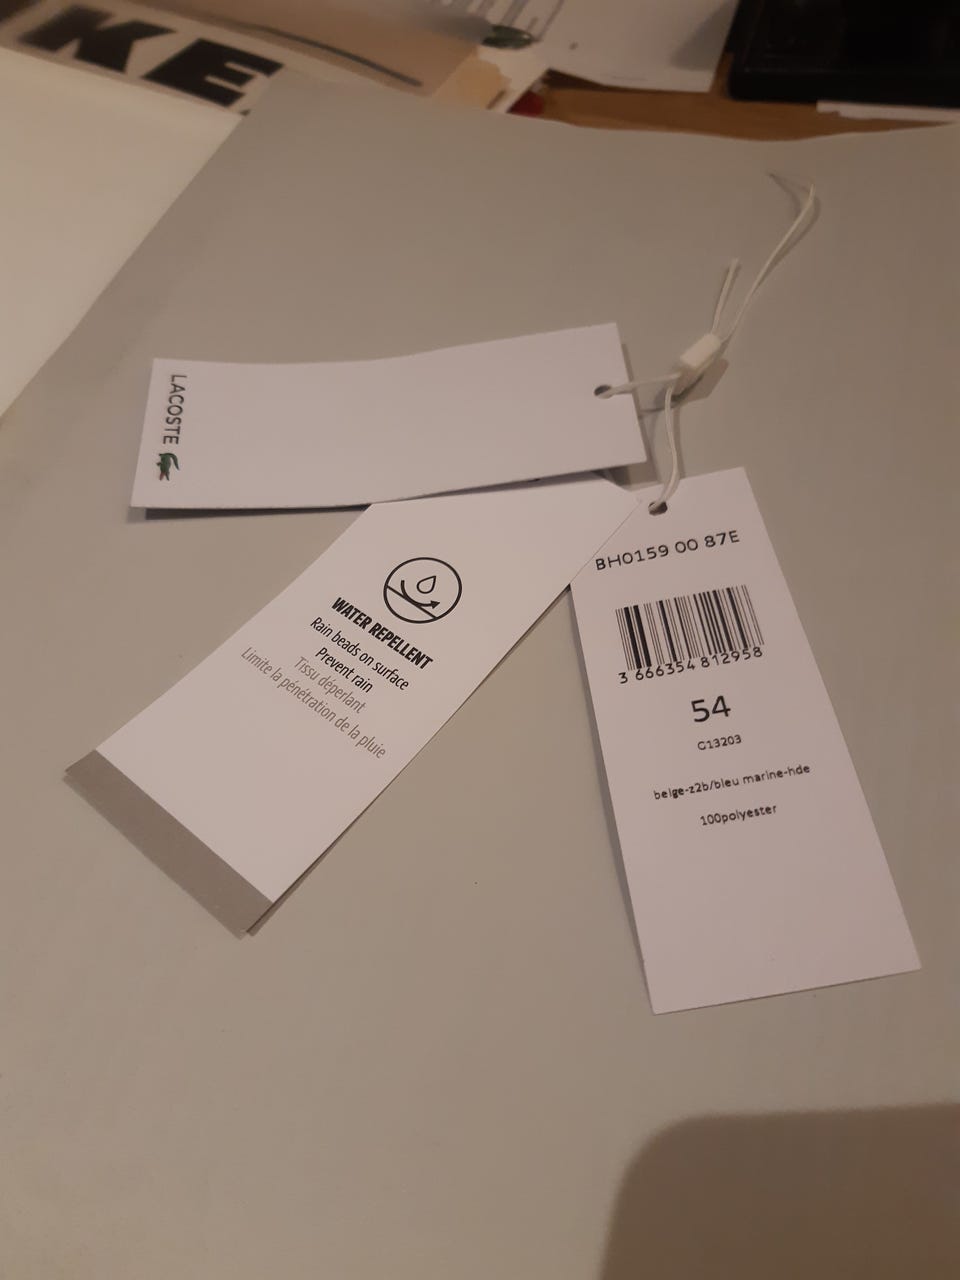 KE
LACOSTE
WATER REPELLENT
Rain beads on surface
Prevent rain
Tissu déperlant
Limite la pénétration de la pluie
BH0159 00 87E
3 666354 812958
54
G13203
beige-z2b/bleu marine-hde
100polyester